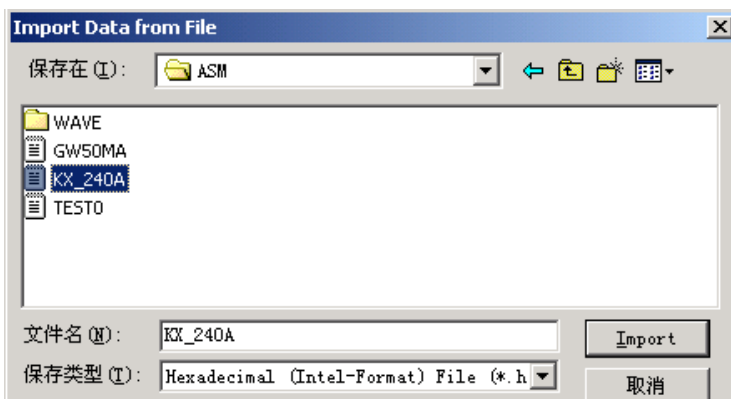 Import Data from File
保存在(I): ASM
WAVE
GW50MA
KX_240A
TEST0
文件名(N): KX_240A Import
保存类型(T): Hexadecimal (Intel-Format) File (*.h 取消